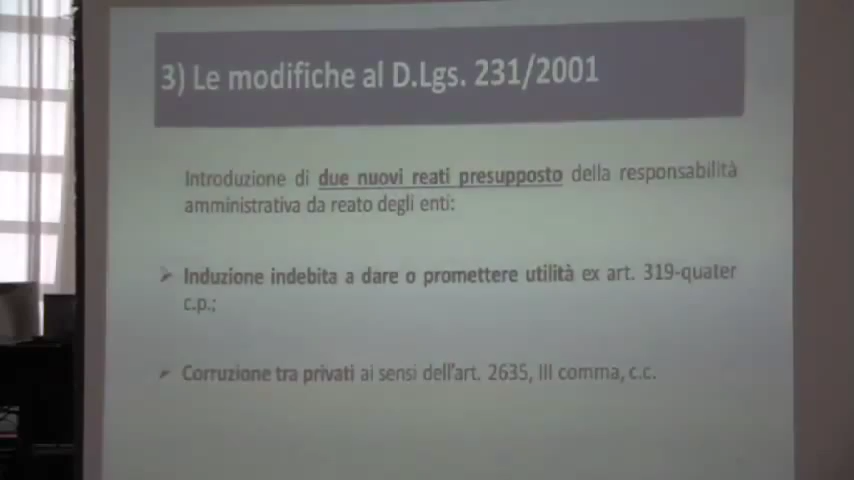 3) Le modifiche al D.Lgs. 231/2001
Introduzione di due nuovi reati presupposto della responsabilità
amministrativa da reato degli enti:
➢ Induzione indebita a dare o promettere utilità ex art. 319-quater
c.p.;
➢ Corruzione tra privati ai sensi dell'art. 2635, III comma, c.c.